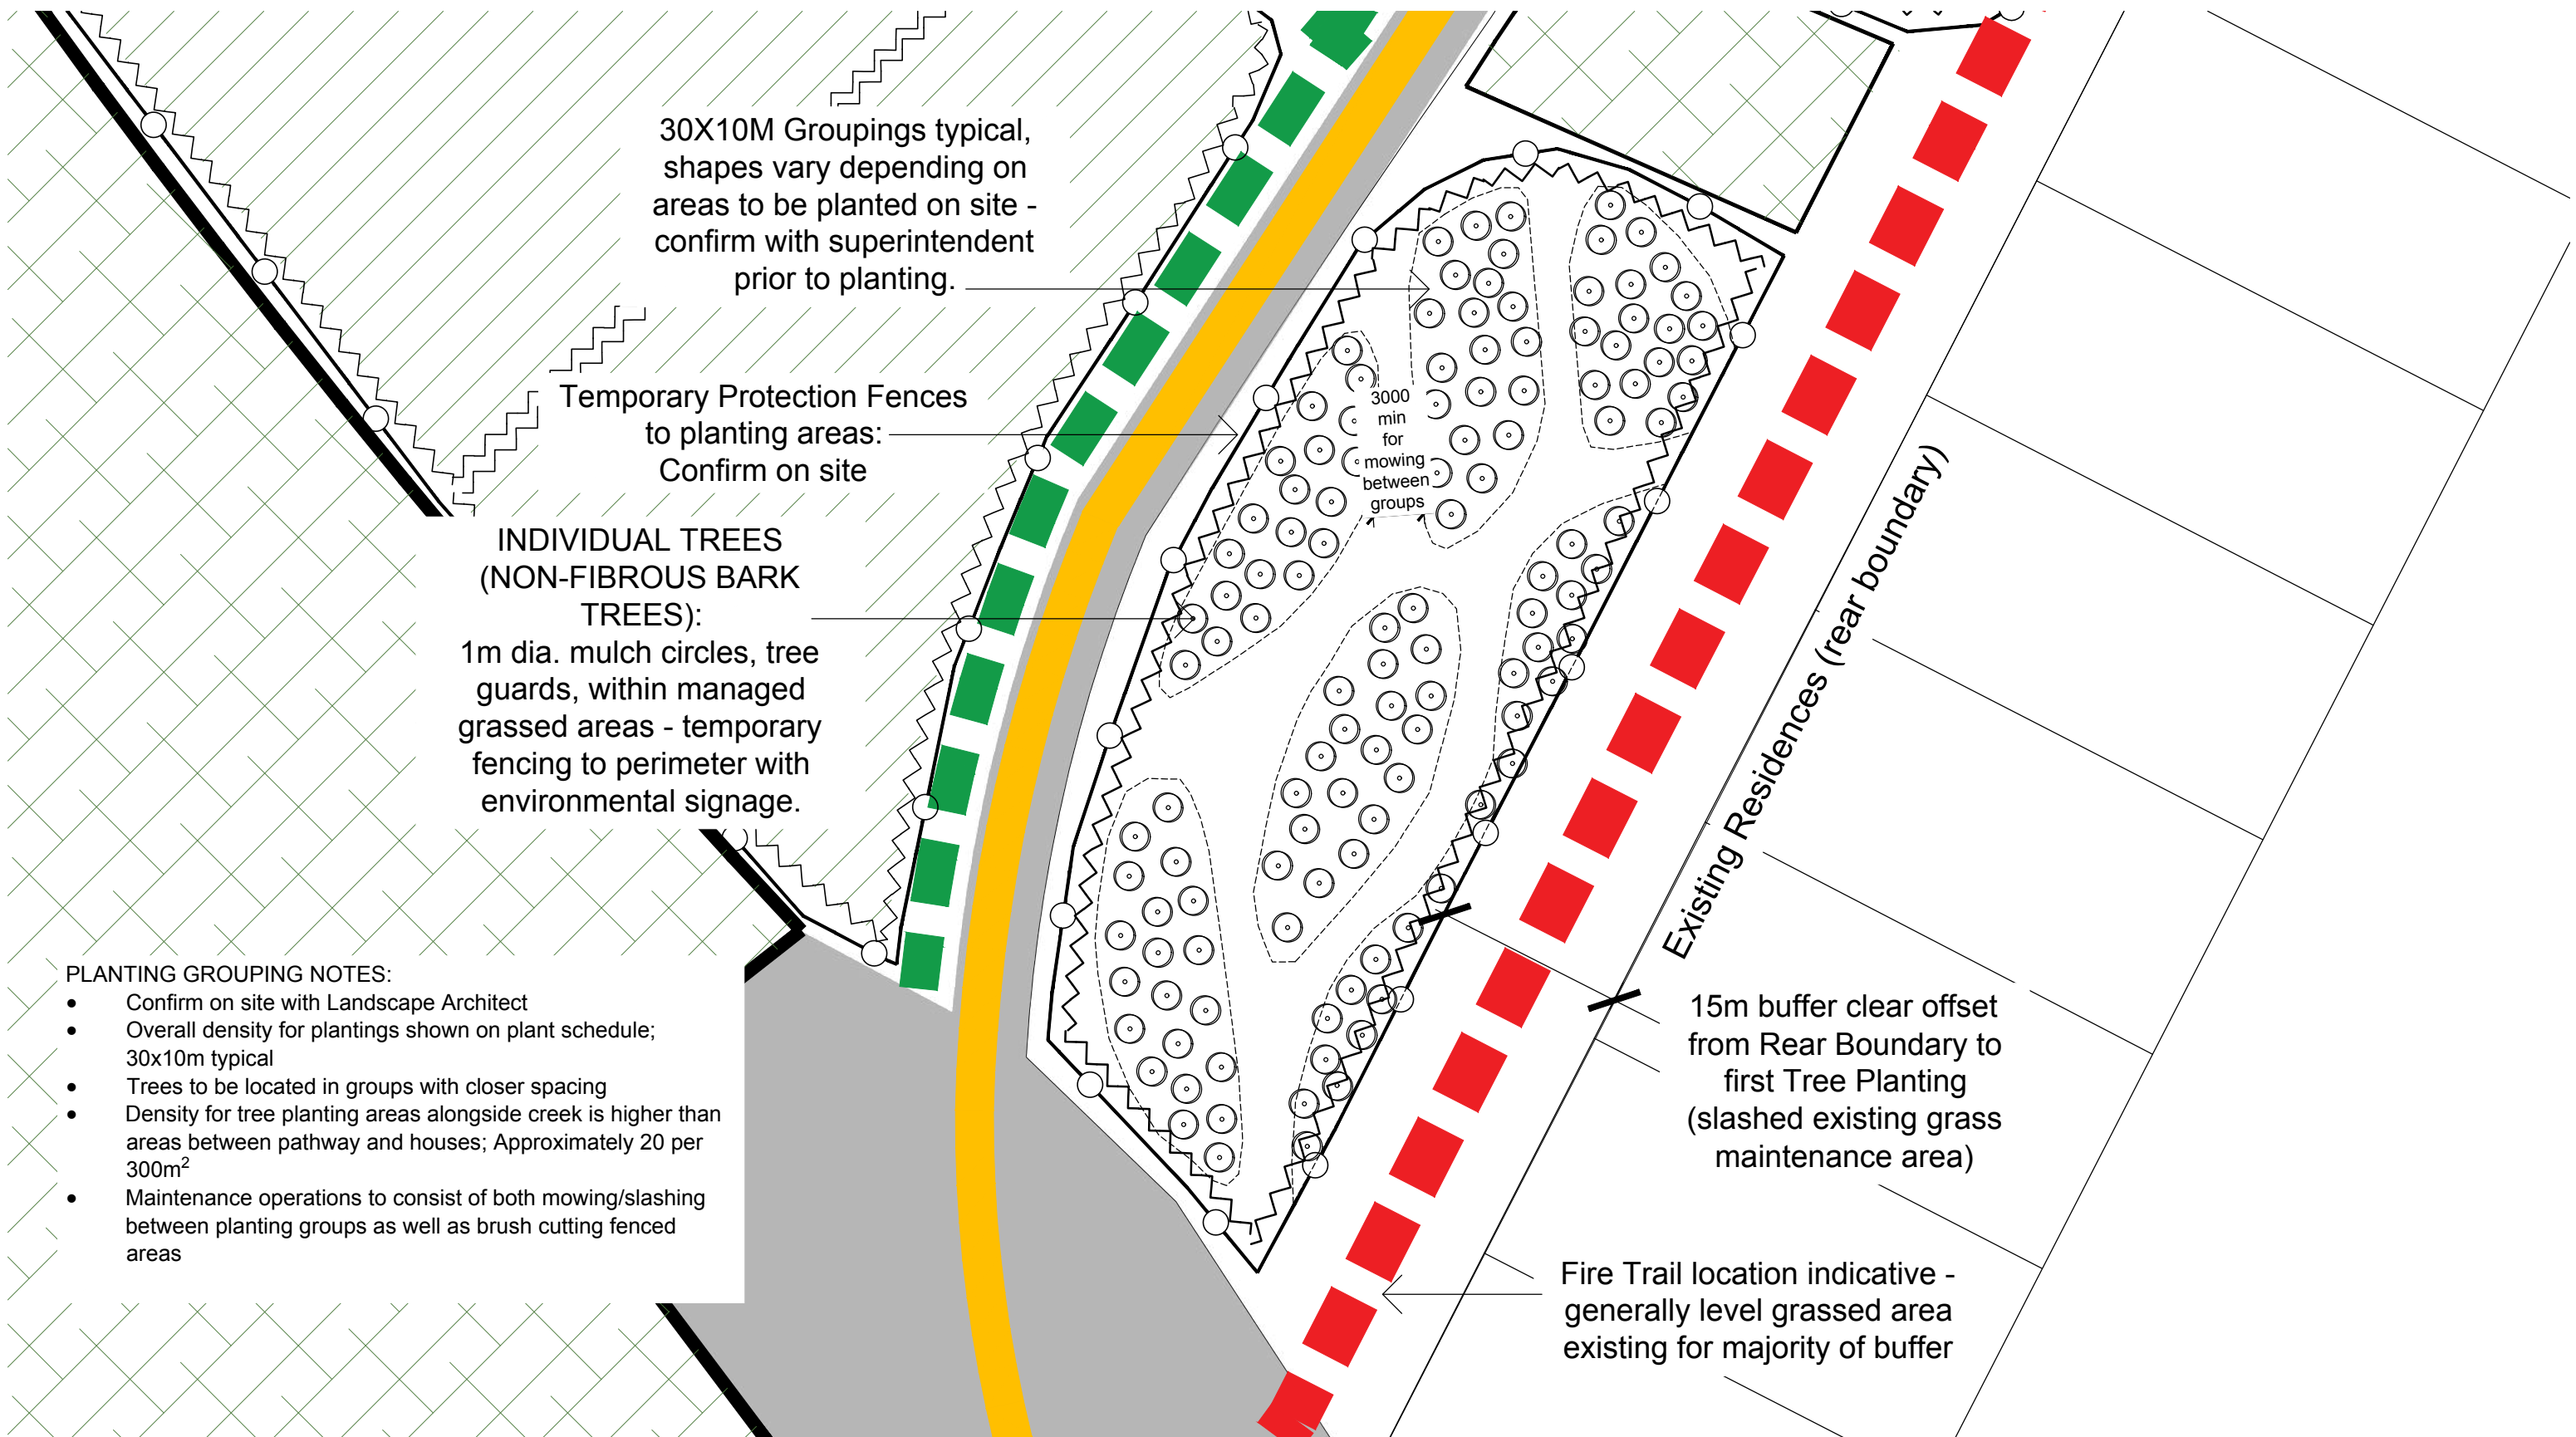 30X10M Groupings typical,
shapes vary depending on
areas to be planted on site -
confirm with superintendent
prior to planting.
Temporary Protection Fences
to planting areas:
Confirm on site
3000
min
for
mowing
between
groups
INDIVIDUAL TREES
(NON-FIBROUS BARK
TREES):
1m dia. mulch circles, tree
guards, within managed
grassed areas - temporary
fencing to perimeter with
environmental signage.
Existing Residences (rear boundary)
PLANTING GROUPING NOTES:
• Confirm on site with Landscape Architect
• Overall density for plantings shown on plant schedule;
30x10m typical
• Trees to be located in groups with closer spacing
• Density for tree planting areas alongside creek is higher than
areas between pathway and houses; Approximately 20 per
300m²
• Maintenance operations to consist of both mowing/slashing
between planting groups as well as brush cutting fenced
areas
15m buffer clear offset
from Rear Boundary to
first Tree Planting
(slashed existing grass
maintenance area)
Fire Trail location indicative -
generally level grassed area
existing for majority of buffer